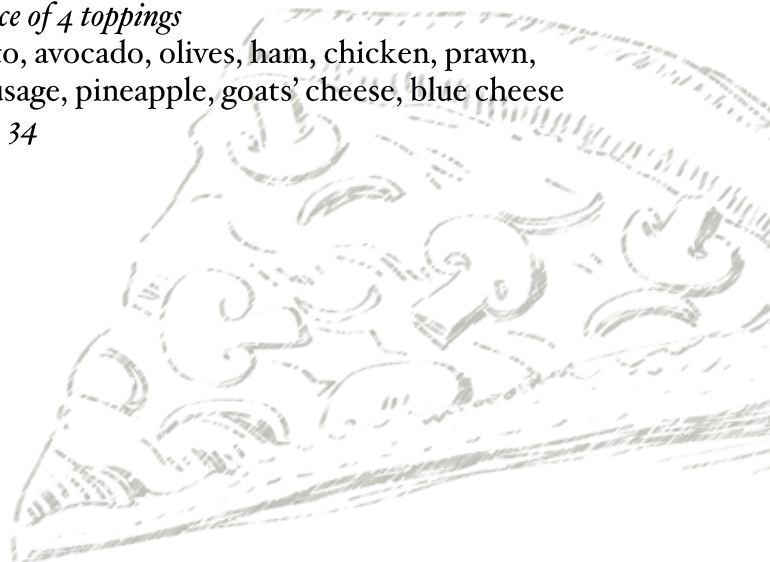 ce of 4 toppings
to, avocado, olives, ham, chicken, prawn,
usage, pineapple, goats’ cheese, blue cheese
34